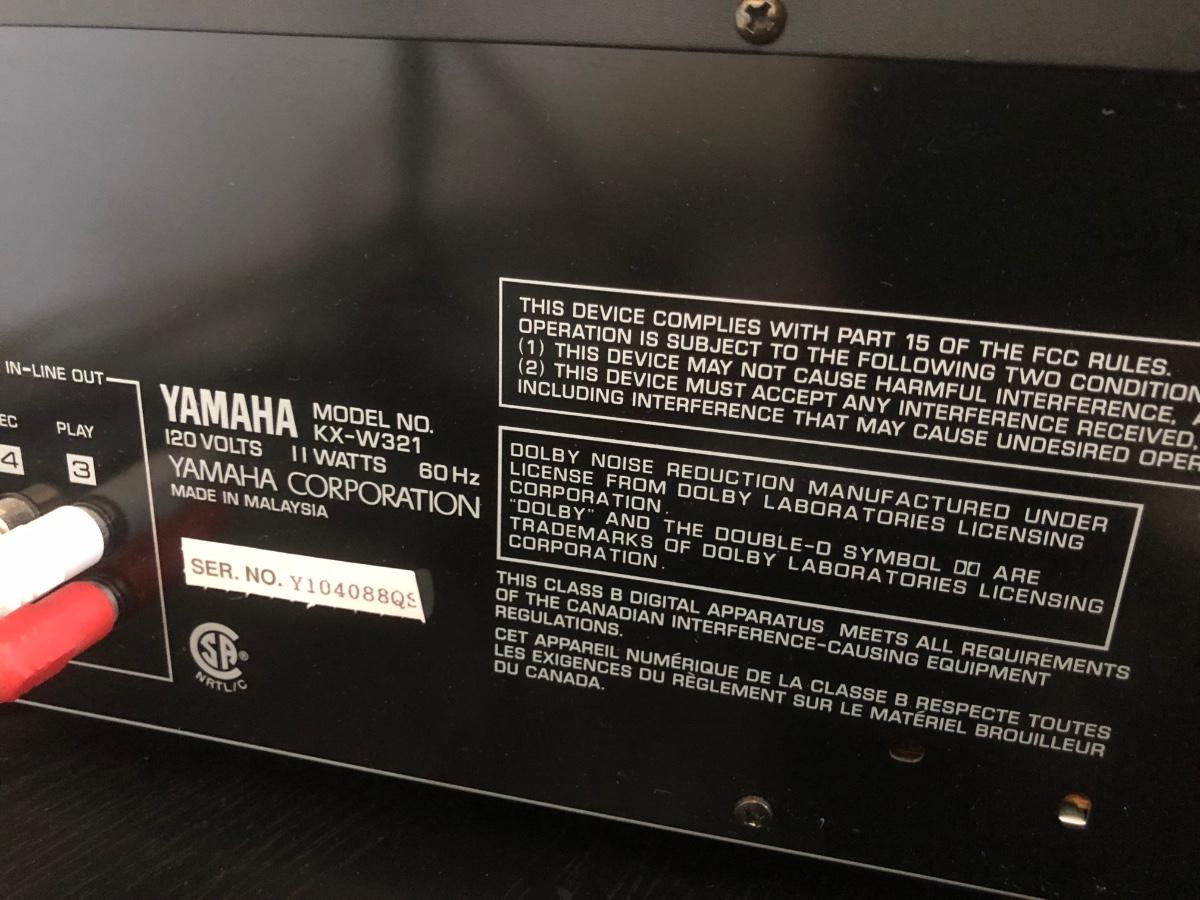 IN-LINE OUT
PLAY
4
3
YAMAHA MODEL NO.
KX-W321
120 VOLTS 11 WATTS 60 Hz
YAMAHA CORPORATION
MADE IN MALAYSIA
SER. NO. Y104088QS
SA ®
NRTL/C
THIS DEVICE COMPLIES WITH PART 15 OF THE FCC RULES.
OPERATION IS SUBJECT TO THE FOLLOWING TWO CONDITION
(1) THIS DEVICE MAY NOT CAUSE HARMFUL INTERFERENCE,
(2) THIS DEVICE MUST ACCEPT ANY INTERFERENCE RECEIVED,
INCLUDING INTERFERENCE THAT MAY CAUSE UNDESIRED OPER
DOLBY NOISE REDUCTION MANUFACTURED UNDER
LICENSE FROM DOLBY LABORATORIES LICENSING
CORPORATION.
"DOLBY" AND THE DOUBLE-D SYMBOL ARE
TRADEMARKS OF DOLBY LABORATORIES LICENSING
CORPORATION.
THIS CLASS B DIGITAL APPARATUS MEETS ALL REQUIREMENTS
OF THE CANADIAN INTERFERENCE-CAUSING EQUIPMENT
REGULATIONS.
CET APPAREIL NUMÉRIQUE DE LA CLASSE B RESPECTE TOUTES
LES EXIGENCES DU RÈGLEMENT SUR LE MATÉRIEL BROUILLEUR
DU CANADA.